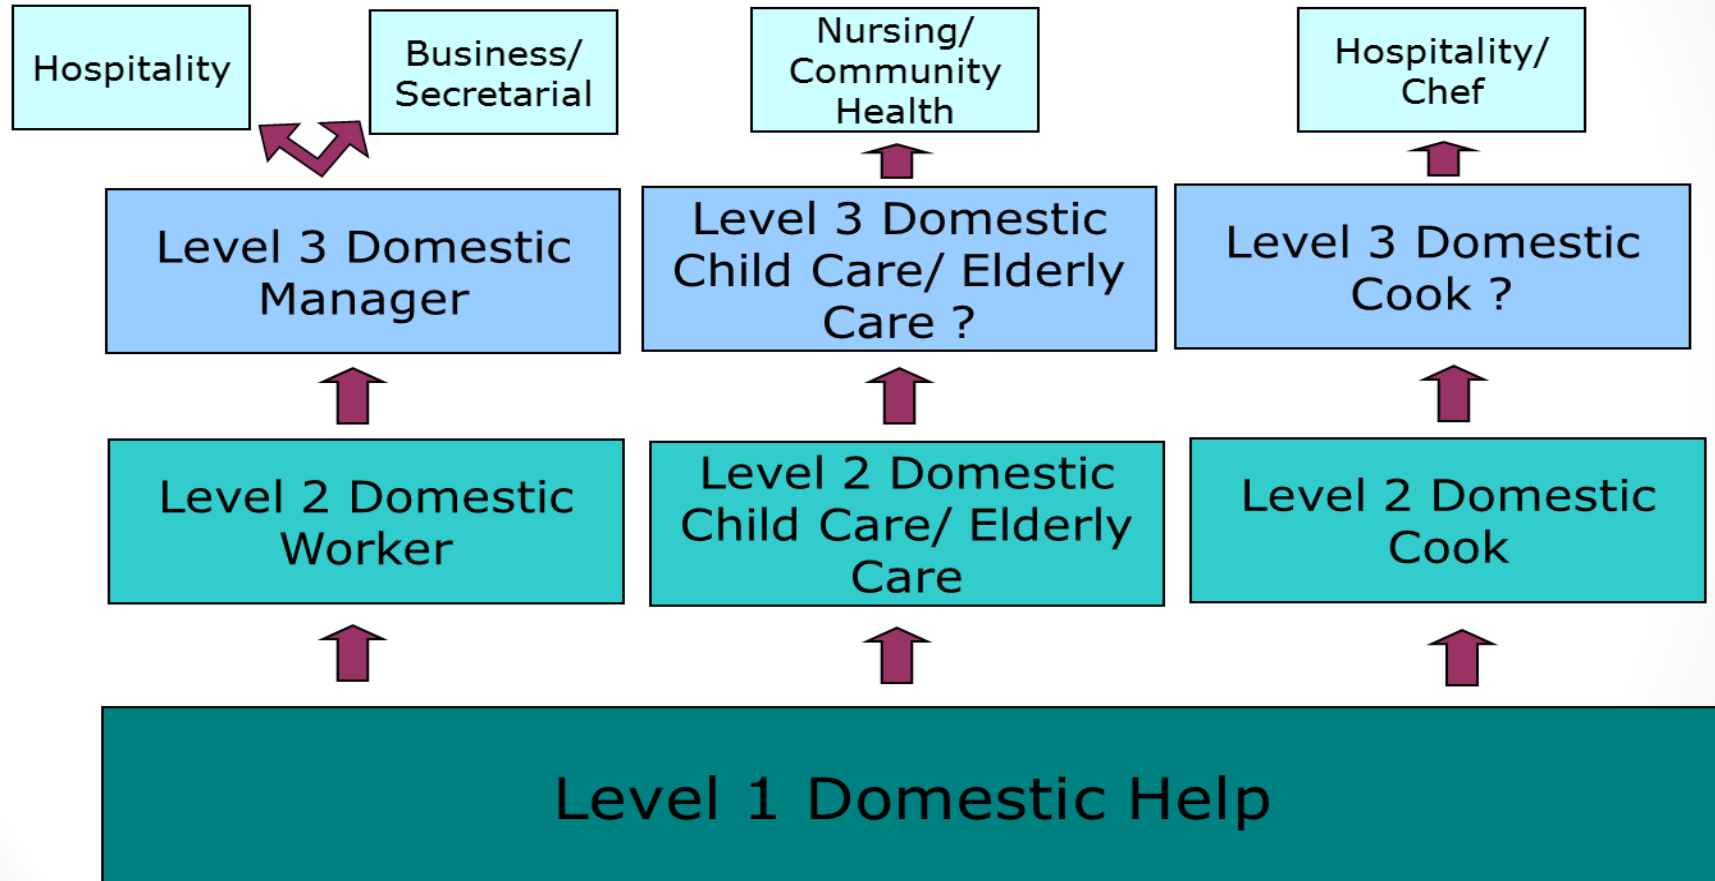 Hospitality
Business/
Secretarial
Nursing/
Community
Health
Hospitality/
Chef
Level 3 Domestic
Manager
Level 3 Domestic
Child Care/ Elderly
Care ?
Level 3 Domestic
Cook ?
Level 2 Domestic
Worker
Level 2 Domestic
Child Care/ Elderly
Care
Level 2 Domestic
Cook
Level 1 Domestic Help